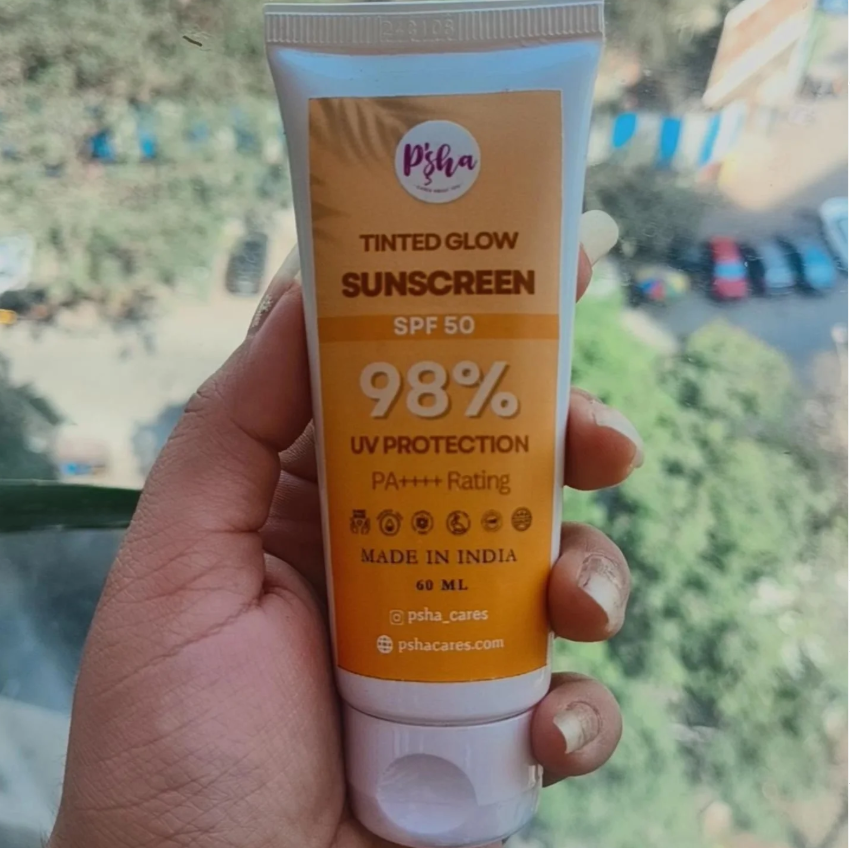 P'sha
TINTED GLOW
SUNSCREEN
SPF 50
98%
UV PROTECTION
PA++++ Rating
MADE IN INDIA
60 ML
psha_cares
pshacares.com